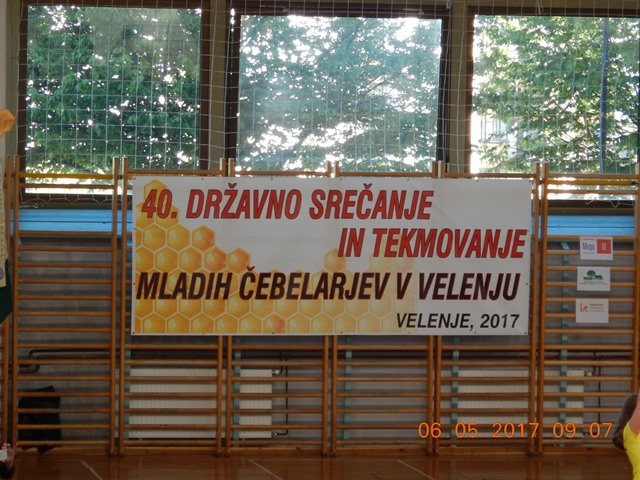 40. DRŽAVNO SREČANJE
IN TEKMOVANJE
MLADIH ČEBELARJEV V VELENJU
VELENJE, 2017
06.05.2017 09:07